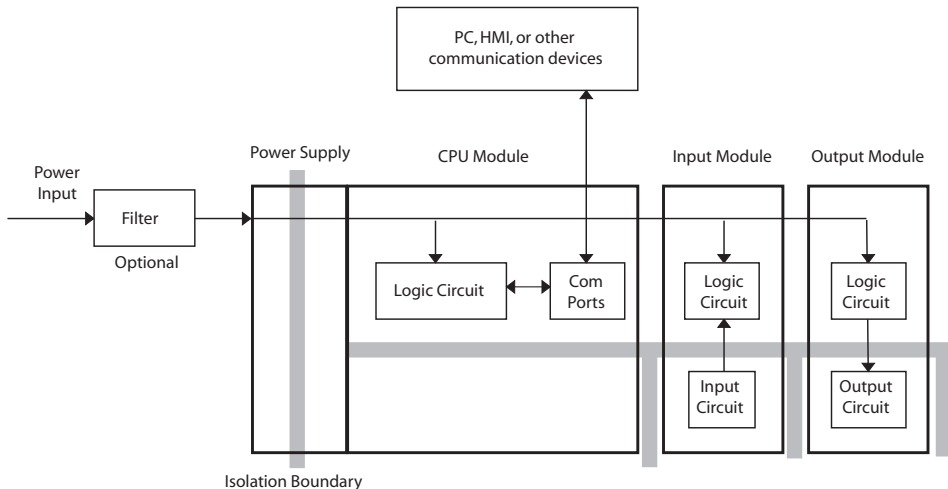 PC, HMI, or other
communication devices
Power Supply
CPU Module
Input Module
Output Module
Power
Input
Filter
Optional
Logic Circuit
Com
Ports
Logic
Circuit
Logic
Circuit
Input
Circuit
Output
Circuit
Isolation Boundary